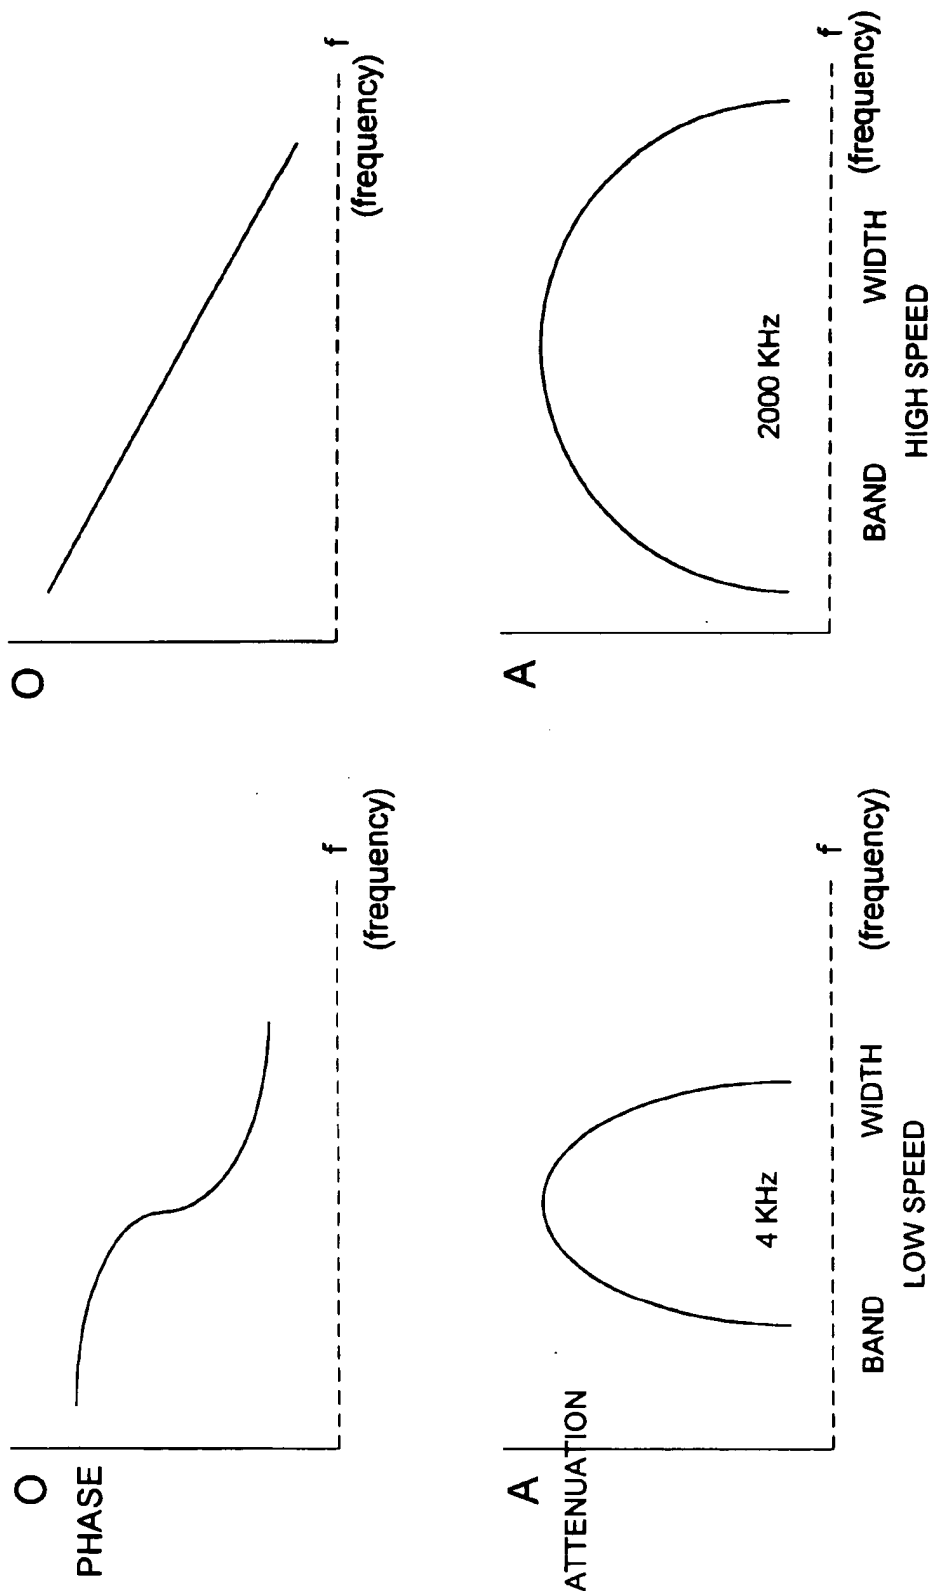 O
PHASE
f
(frequency)
O
f
(frequency)
A
ATTENUATION
4 KHz
f
BAND WIDTH (frequency)
LOW SPEED
A
2000 KHz
f
BAND WIDTH (frequency)
HIGH SPEED